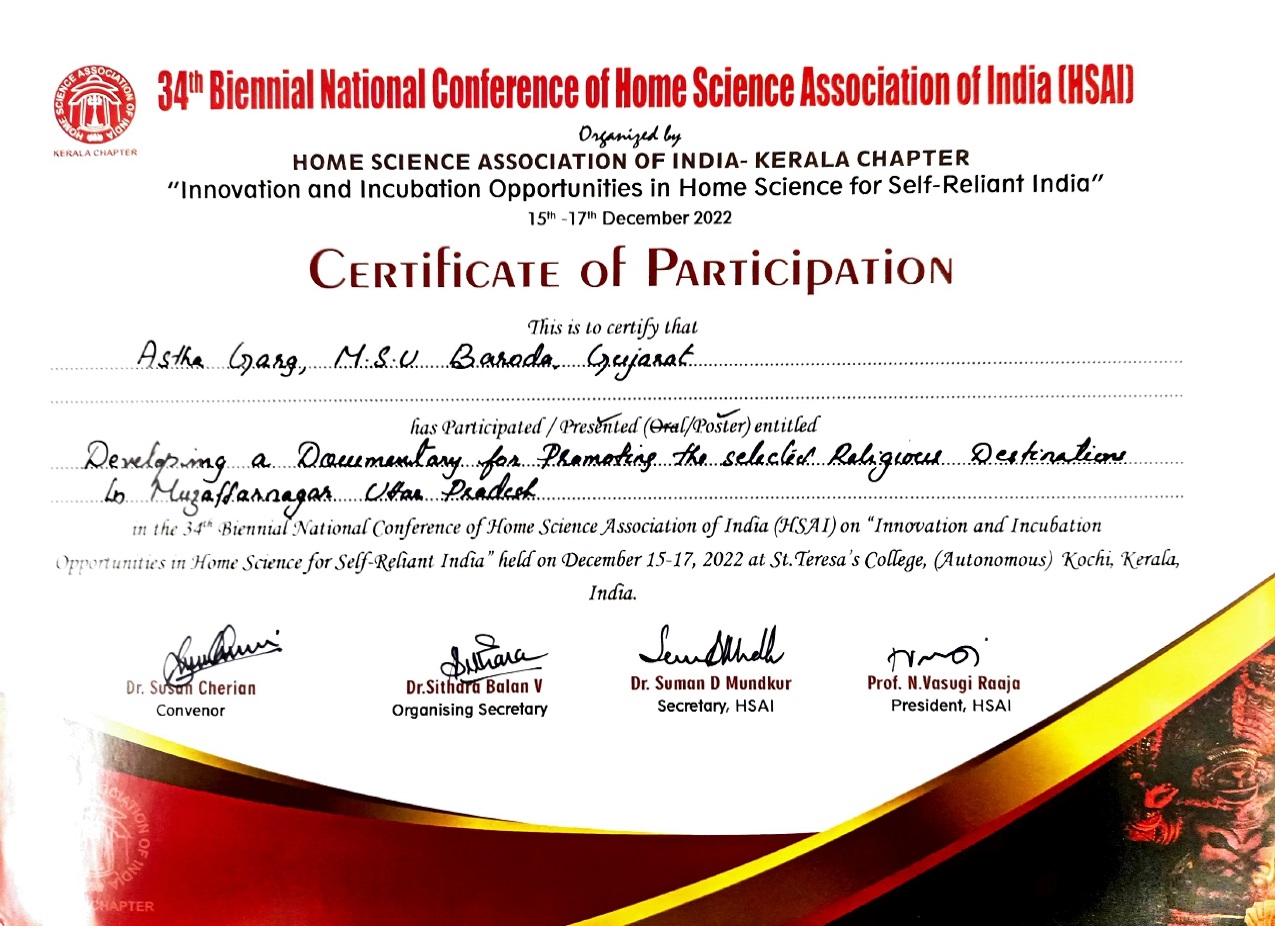 HOME SCIENCE ASSOCIATION OF INDIA
KERALA CHAPTER
34th Biennial National Conference of Home Science Association of India (HSAI)
Organized by
HOME SCIENCE ASSOCIATION OF INDIA- KERALA CHAPTER
“Innovation and Incubation Opportunities in Home Science for Self-Reliant India”
15th -17th December 2022
CERTIFICATE OF PARTICIPATION
This is to certify that
Astha Garg, M.S.U Baroda, Gujarat
has Participated / Presented (Oral/Poster) entitled
Developing a Documentary for Promoting the selected Religious Destinations
in Muzaffarnagar Uttar Pradesh
in the 34th Biennial National Conference of Home Science Association of India (HSAI) on “Innovation and Incubation
Opportunities in Home Science for Self-Reliant India” held on December 15-17, 2022 at St.Teresa’s College, (Autonomous) Kochi, Kerala,
India.
Sithara
Dr. Susan Cherian
Dr.Sithara Balan V
Dr. Suman D Mundkur
Prof. N.Vasugi Raaja
Convenor
Organising Secretary
Secretary, HSAI
President, HSAI
CHAPTER